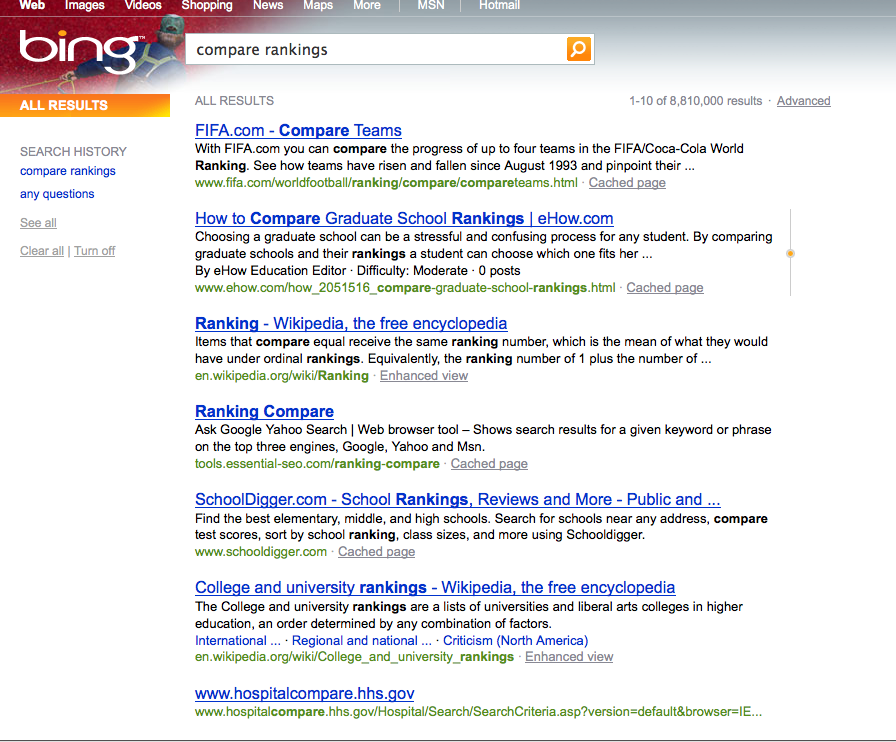 Web Images Videos Shopping News Maps More | MSN | Hotmail
bing™
compare rankings
ALL RESULTS
SEARCH HISTORY
compare rankings
any questions
See all
Clear all | Turn off
ALL RESULTS 1-10 of 8,810,000 results · Advanced
FIFA.com - Compare Teams
With FIFA.com you can compare the progress of up to four teams in the FIFA/Coca-Cola World
Ranking. See how teams have risen and fallen since August 1993 and pinpoint their ...
www.fifa.com/worldfootball/ranking/compare/compareteams.html · Cached page
How to Compare Graduate School Rankings | eHow.com
Choosing a graduate school can be a stressful and confusing process for any student. By comparing
graduate schools and their rankings a student can choose which one fits her ...
By eHow Education Editor · Difficulty: Moderate · 0 posts
www.ehow.com/how_2051516_compare-graduate-school-rankings.html · Cached page
Ranking - Wikipedia, the free encyclopedia
Items that compare equal receive the same ranking number, which is the mean of what they would
have under ordinal rankings. Equivalently, the ranking number of 1 plus the number of ...
en.wikipedia.org/wiki/Ranking · Enhanced view
Ranking Compare
Ask Google Yahoo Search | Web browser tool – Shows search results for a given keyword or phrase
on the top three engines, Google, Yahoo and Msn.
tools.essential-seo.com/ranking-compare · Cached page
SchoolDigger.com - School Rankings, Reviews and More - Public and ...
Find the best elementary, middle, and high schools. Search for schools near any address, compare
test scores, sort by school ranking, class sizes, and more using Schooldigger.
www.schooldigger.com · Cached page
College and university rankings - Wikipedia, the free encyclopedia
The College and university rankings are a lists of universities and liberal arts colleges in higher
education, an order determined by any combination of factors.
International ... · Regional and national ... · Criticism (North America)
en.wikipedia.org/wiki/College_and_university_rankings · Enhanced view
www.hospitalcompare.hhs.gov
www.hospitalcompare.hhs.gov/Hospital/Search/SearchCriteria.asp?version=default&browser=IE...